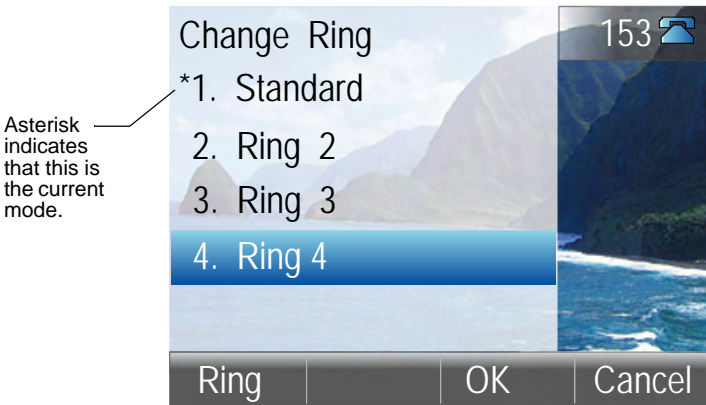 Change Ring
153
*1. Standard
2. Ring 2
3. Ring 3
4. Ring 4
Ring
OK
Cancel
Asterisk
indicates
that this is
the current
mode.